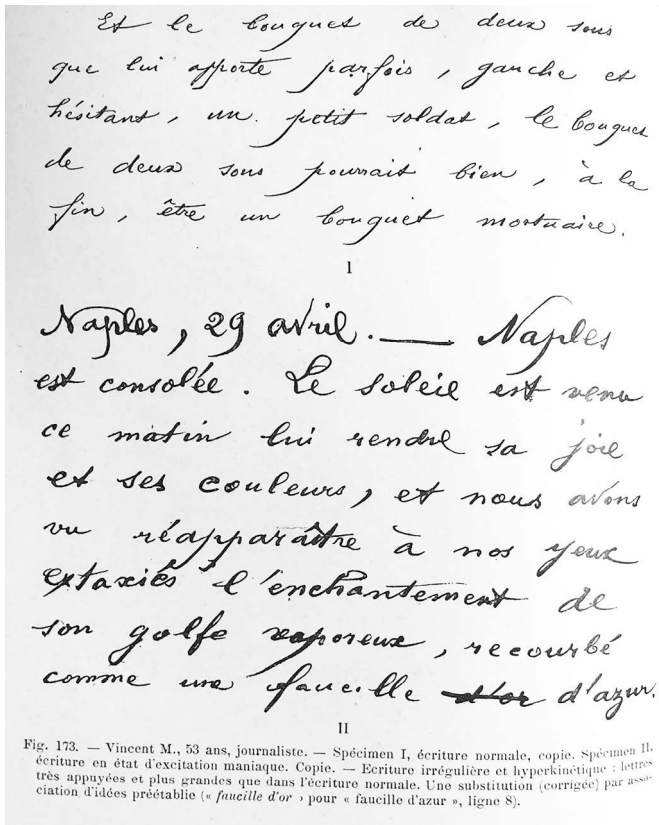 Et le bouquet de deux sous
que lui apporte parfois, gauche et
hésitant, un petit soldat, le bouquet
de deux sous pourrait bien, à la
fin, être un bouquet mortuaire.
I
Naples, 29 avril. — Naples
est consolée. Le soleil est venu
ce matin lui rendre sa joie
et ses couleurs, et nous avons
vu réapparaître à nos yeux
extaxiés l'enchantement de
son golfe vaporeux, recourbé
comme une faucille d'or d'azur.
II
Fig. 173. — Vincent M., 53 ans, journaliste. — Spécimen I, écriture normale, copie. Spécimen II,
écriture en état d'excitation maniaque. Copie. — Ecriture irrégulière et hyperkinétique : lettres
très appuyées et plus grandes que dans l'écriture normale. Une substitution (corrigée) par asso-
ciation d'idées préétablie (« faucille d'or » pour « faucille d'azur », ligne 8).